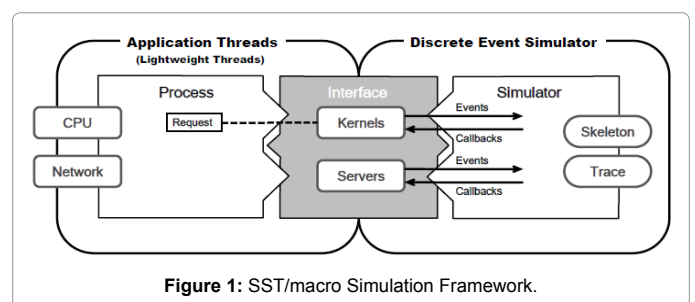 Application Threads
(Lightweight Threads)
Discrete Event Simulator
Process
Interface
Simulator
CPU
Request
Kernels
Events
Callbacks
Skeleton
Network
Servers
Events
Callbacks
Trace
Figure 1: SST/macro Simulation Framework.